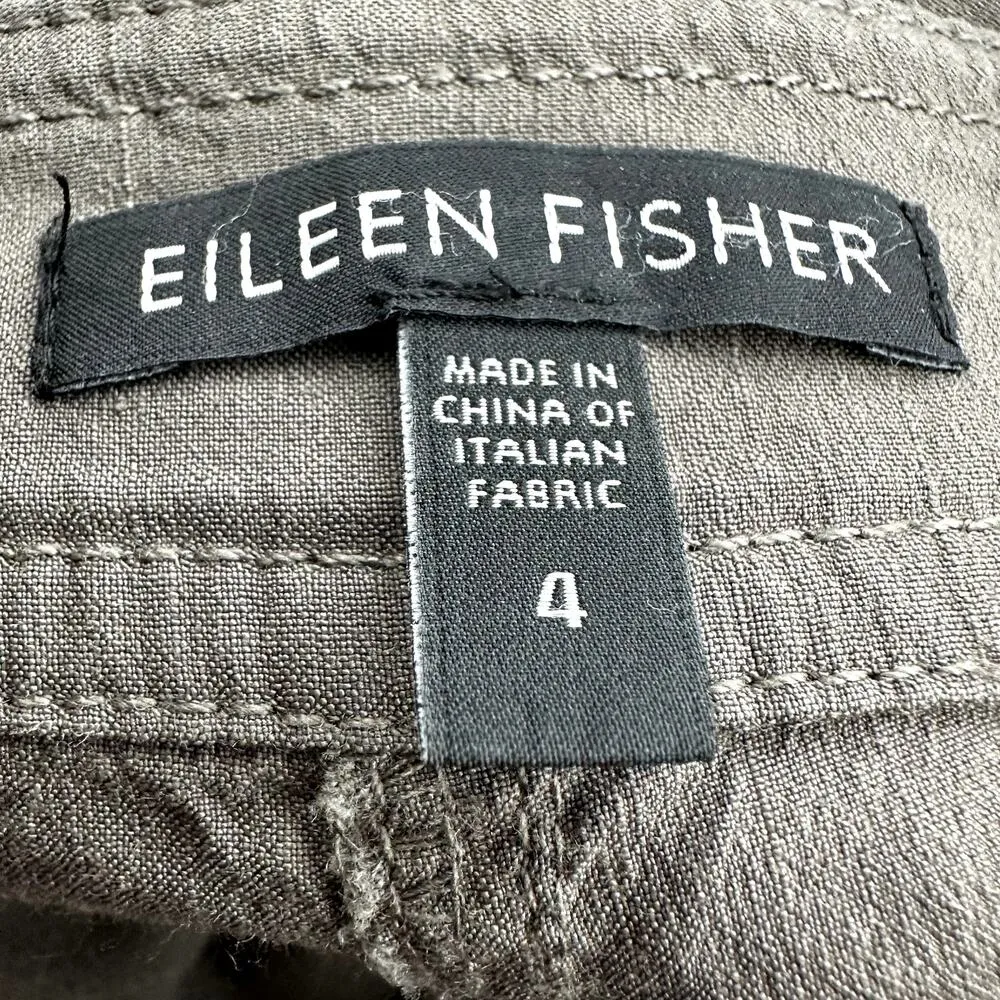 EILEEN FISHER
MADE IN
CHINA OF
ITALIAN
FABRIC
4